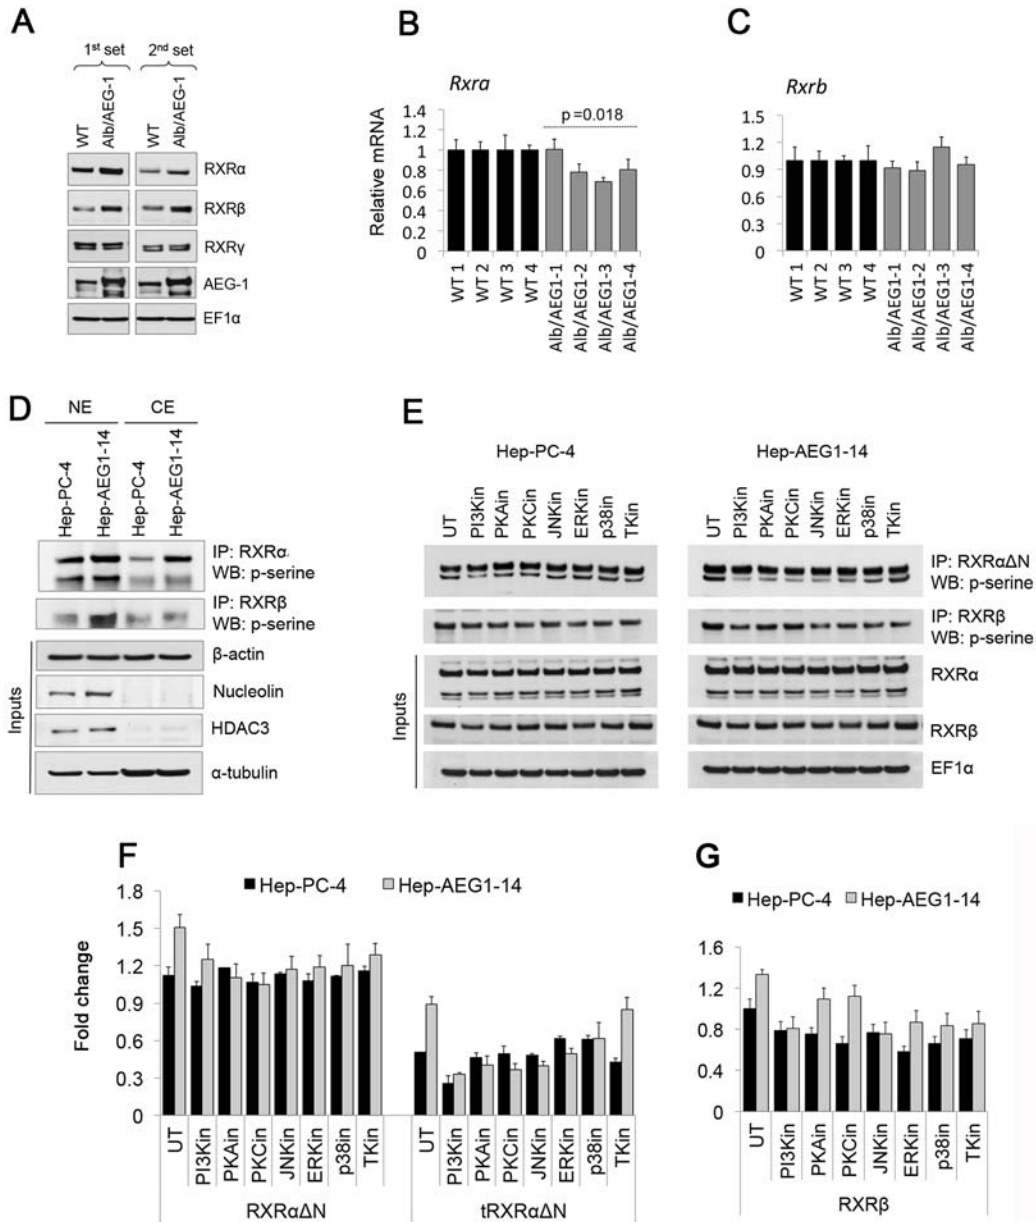 A
1st set
2nd set
WT
Alb/AEG-1
WT
Alb/AEG-1
RXRα
RXRβ
RXRγ
AEG-1
EF1α
B
Rxra
p=0.018
Relative mRNA
1.4
1.2
1
0.8
0.6
0.4
0.2
0
WT 1
WT 2
WT 3
WT 4
Alb/AEG1-1
Alb/AEG1-2
Alb/AEG1-3
Alb/AEG1-4
C
Rxrb
1.5
1.2
0.9
0.6
0.3
0
WT 1
WT 2
WT 3
WT 4
Alb/AEG1-1
Alb/AEG1-2
Alb/AEG1-3
Alb/AEG1-4
D
NE
CE
Hep-PC-4
Hep-AEG1-14
Hep-PC-4
Hep-AEG1-14
IP: RXRα
WB: p-serine
IP: RXRβ
WB: p-serine
Inputs
β-actin
Nucleolin
HDAC3
α-tubulin
E
Hep-PC-4
Hep-AEG1-14
UT
PI3Kin
PKAin
PKCin
JNKin
ERKin
p38in
TKin
UT
PI3Kin
PKAin
PKCin
JNKin
ERKin
p38in
TKin
IP: RXRαΔN
WB: p-serine
IP: RXRβ
WB: p-serine
Inputs
RXRα
RXRβ
EF1α
F
Hep-PC-4
Hep-AEG1-14
Fold change
1.8
1.5
1.2
0.9
0.6
0.3
0
UT
PI3Kin
PKAin
PKCin
JNKin
ERKin
p38in
TKin
UT
PI3Kin
PKAin
PKCin
JNKin
ERKin
p38in
TKin
RXRαΔN
tRXRαΔN
G
Hep-PC-4
Hep-AEG1-14
1.6
1.2
0.8
0.4
0
UT
PI3Kin
PKAin
PKCin
JNKin
ERKin
p38in
TKin
RXRβ